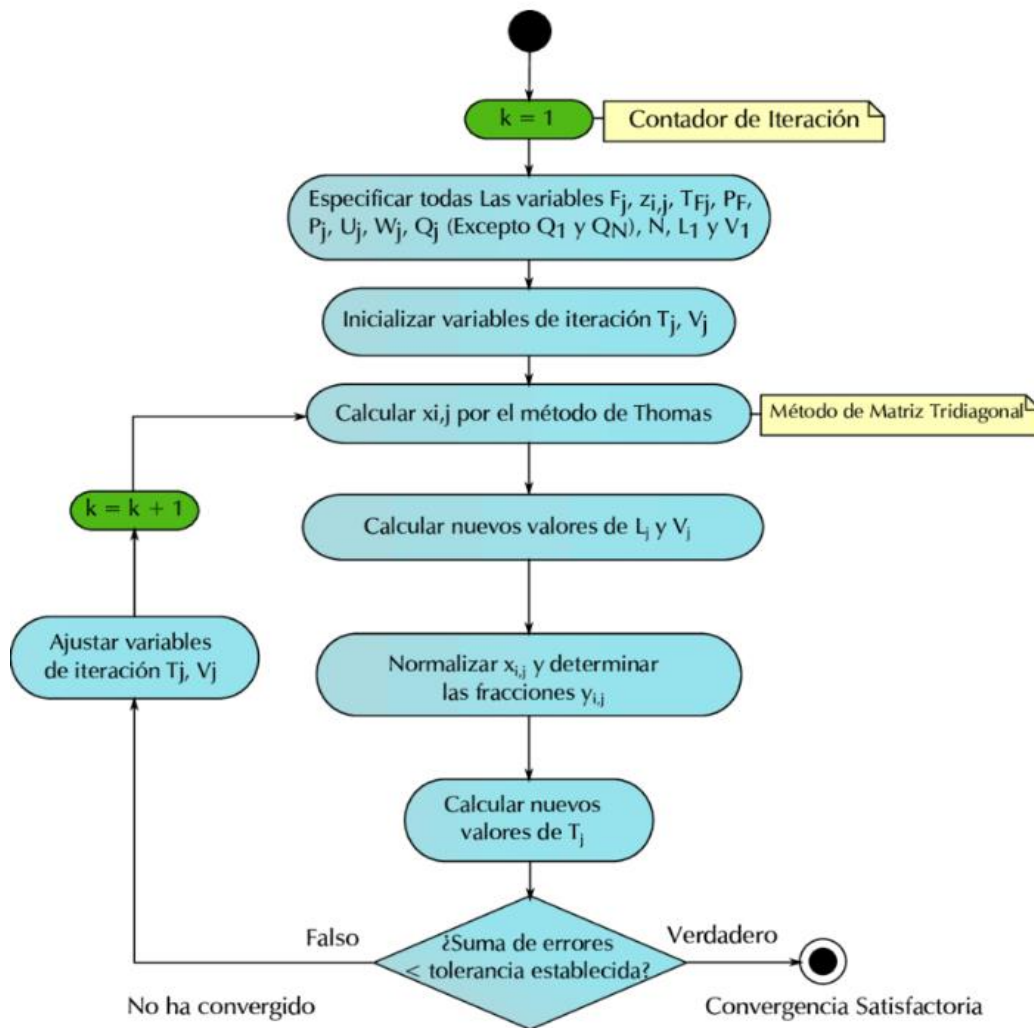 k = 1
Contador de Iteración
Especificar todas Las variables Fj, zi,j, TFj, PF,
Pj, Uj, Wj, Qj (Excepto Q1 y QN), N, L1 y V1
Inicializar variables de iteración Tj, Vj
Calcular xi,j por el método de Thomas
Método de Matriz Tridiagonal
k = k + 1
Calcular nuevos valores de Lj y Vj
Ajustar variables
de iteración Tj, Vj
Normalizar xi,j y determinar
las fracciones yi,j
Calcular nuevos
valores de Tj
Falso
¿Suma de errores
< tolerancia establecida?
Verdadero
No ha convergido
Convergencia Satisfactoria